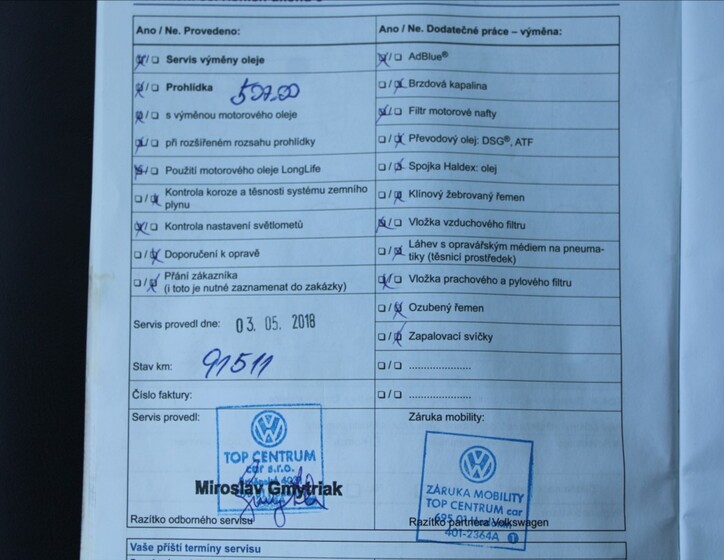 Ano / Ne. Provedeno:
☒/☐ Servis výměny oleje
☒/☐ Prohlídka
☒/☐ s výměnou motorového oleje
☒/☐ při rozšířeném rozsahu prohlídky
☒/☐ Použití motorového oleje LongLife
☐/☒ Kontrola koroze a těsnosti systému zemního
plynu
☒/☐ Kontrola nastavení světlometů
☐/☒ Doporučení k opravě
☐/☒ Přání zákazníka
(i toto je nutné zaznamenat do zakázky)
Servis provedl dne: 03. 05. 2018
Stav km: 91511
Číslo faktury:
Servis provedl:
TOP CENTRUM
car s.r.o.
Miroslav Gmytriak
Razítko odborného servisu
Ano / Ne. Dodatečné práce – výměna:
☒/☐ AdBlue®
☐/☒ Brzdová kapalina
☒/☐ Filtr motorové nafty
☐/☒ Převodový olej: DSG®, ATF
☐/☒ Spojka Haldex: olej
☐/☒ Klínový žebrovaný řemen
☒/☐ Vložka vzduchového filtru
☐/☒ Láhev s opravářským médiem na pneuma-
tiky (těsnicí prostředek)
☒/☐ Vložka prachového a pylového filtru
☐/☒ Ozubený řemen
☐/☒ Zapalovací svíčky
☐/☐ .....................
☐/☐ .....................
Záruka mobility:
ZÁRUKA MOBILITY
TOP CENTRUM car
Razítko partnera Volkswagen
401-2364A 1
Vaše příští termíny servisu